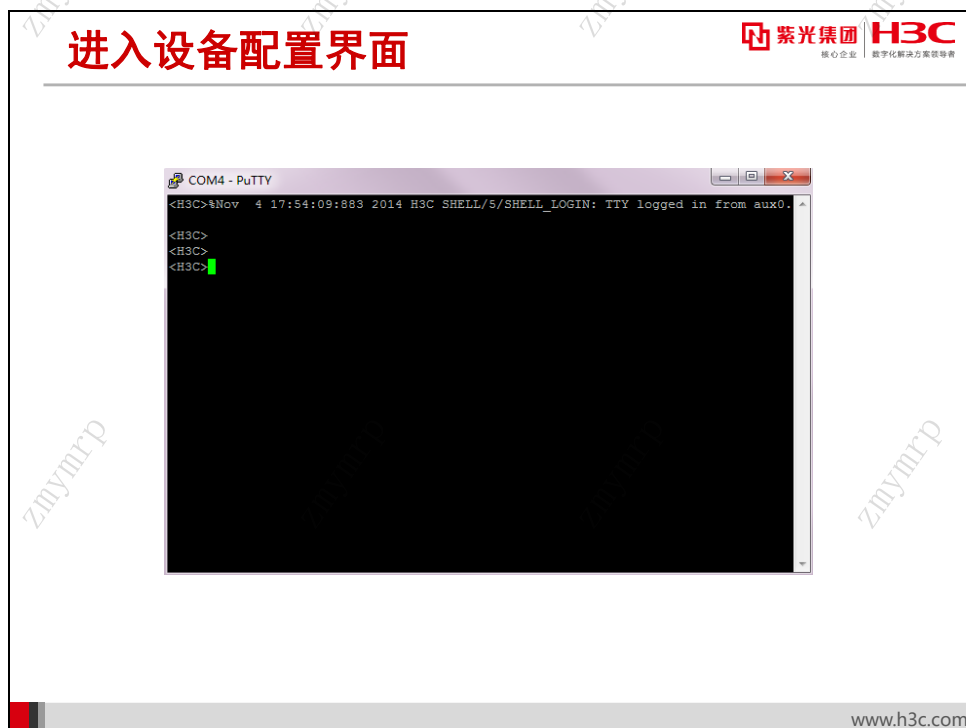 进入设备配置界面
紫光集团
核心企业
H3C
数字化解决方案领导者
COM4 - PuTTY
<H3C>%Nov  4 17:54:09:883 2014 H3C SHELL/5/SHELL_LOGIN: TTY logged in from aux0.
<H3C>
<H3C>
<H3C>
zmymrp
zmymrp
zmymrp
zmymrp
www.h3c.com